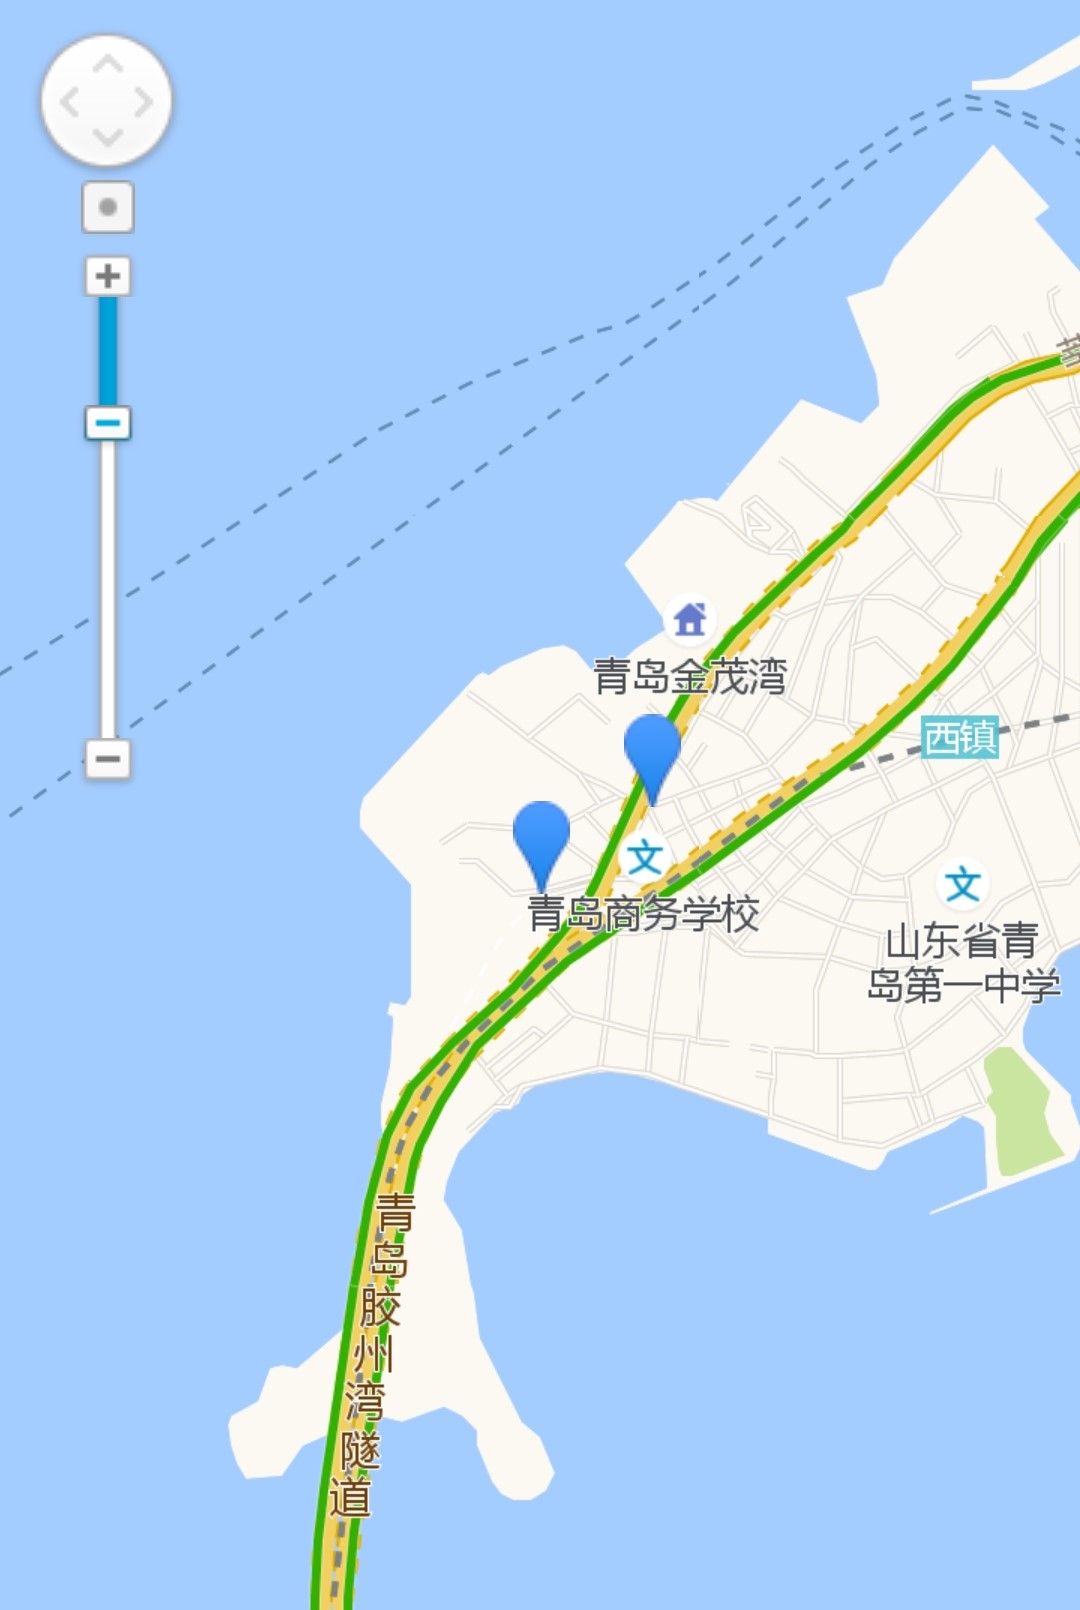 青岛金茂湾
西镇
文
文
青岛商务学校
山东省青
岛第一中学
青岛胶州湾隧道